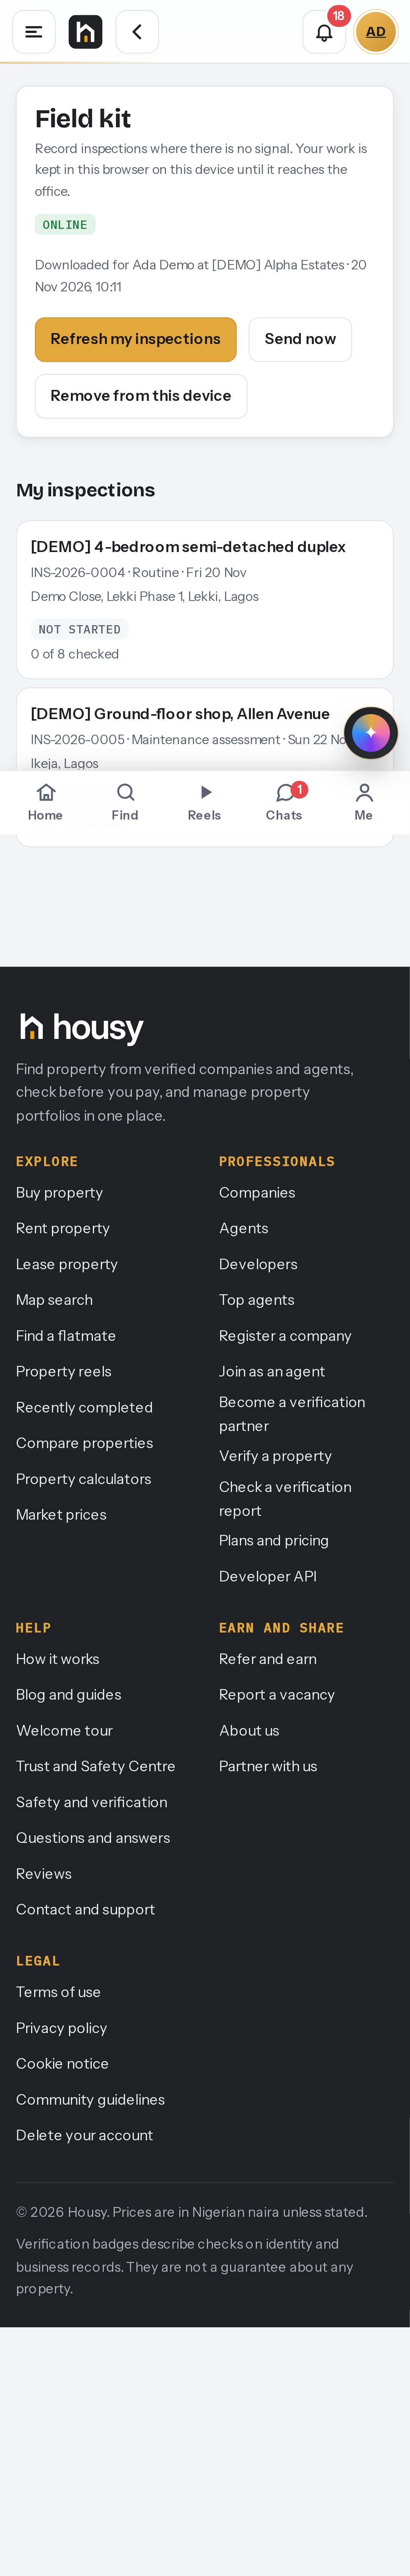 18
AD
Field kit
Record inspections where there is no signal. Your work is
kept in this browser on this device until it reaches the
office.
ONLINE
Downloaded for Ada Demo at [DEMO] Alpha Estates · 20
Nov 2026, 10:11
Refresh my inspections
Send now
Remove from this device
My inspections
[DEMO] 4-bedroom semi-detached duplex
INS-2026-0004 · Routine · Fri 20 Nov
Demo Close, Lekki Phase 1, Lekki, Lagos
NOT STARTED
0 of 8 checked
[DEMO] Ground-floor shop, Allen Avenue
INS-2026-0005 · Maintenance assessment · Sun 22
Ikeja, Lagos
1
Home
Find
Reels
Chats
Me
housy
Find property from verified companies and agents,
check before you pay, and manage property
portfolios in one place.
EXPLORE
Buy property
Rent property
Lease property
Map search
Find a flatmate
Property reels
Recently completed
Compare properties
Property calculators
Market prices
PROFESSIONALS
Companies
Agents
Developers
Top agents
Register a company
Join as an agent
Become a verification
partner
Verify a property
Check a verification
report
Plans and pricing
Developer API
HELP
How it works
Blog and guides
Welcome tour
Trust and Safety Centre
Safety and verification
Questions and answers
Reviews
Contact and support
EARN AND SHARE
Refer and earn
Report a vacancy
About us
Partner with us
LEGAL
Terms of use
Privacy policy
Cookie notice
Community guidelines
Delete your account
© 2026 Housy. Prices are in Nigerian naira unless stated.
Verification badges describe checks on identity and
business records. They are not a guarantee about any
property.